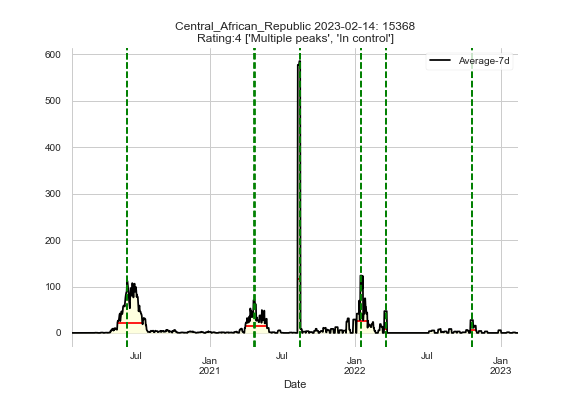 Central_African_Republic 2023-02-14: 15368
Rating:4 ['Multiple peaks', 'In control']
Average-7d
600
500
400
300
200
100
0
Jul
Jan
2021
Jul
Jan
2022
Jul
Jan
2023
Date